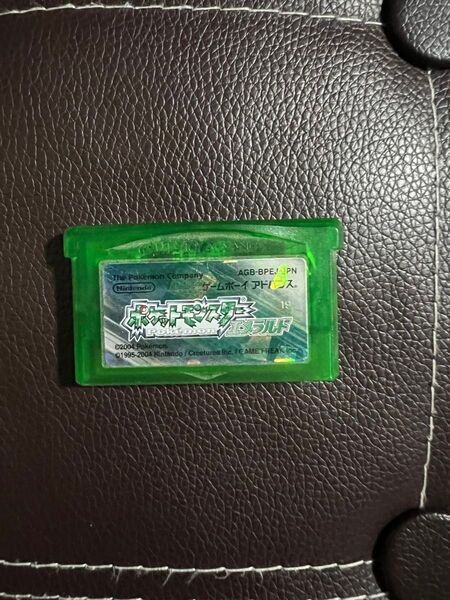 The Pokémon Company
AGB-BPEJ-JPN
Nintendo
ゲームボーイ アドバンス
19
ポケットモンスター
Pokémon
エメラルド
©2004 Pokémon.
©1995-2004 Nintendo / Creatures Inc. / GAME FREAK inc.